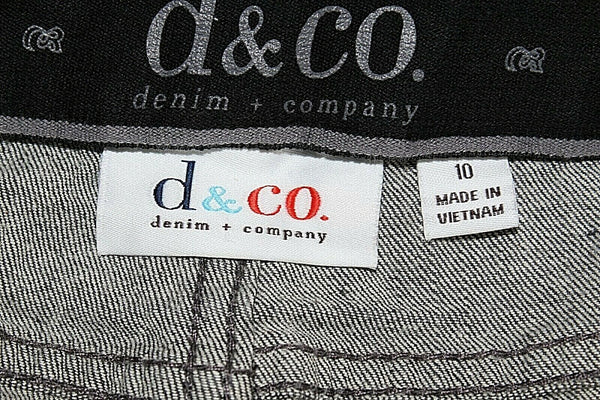 d&co.
denim + company
d&co.
denim + company
10
MADE IN
VIETNAM